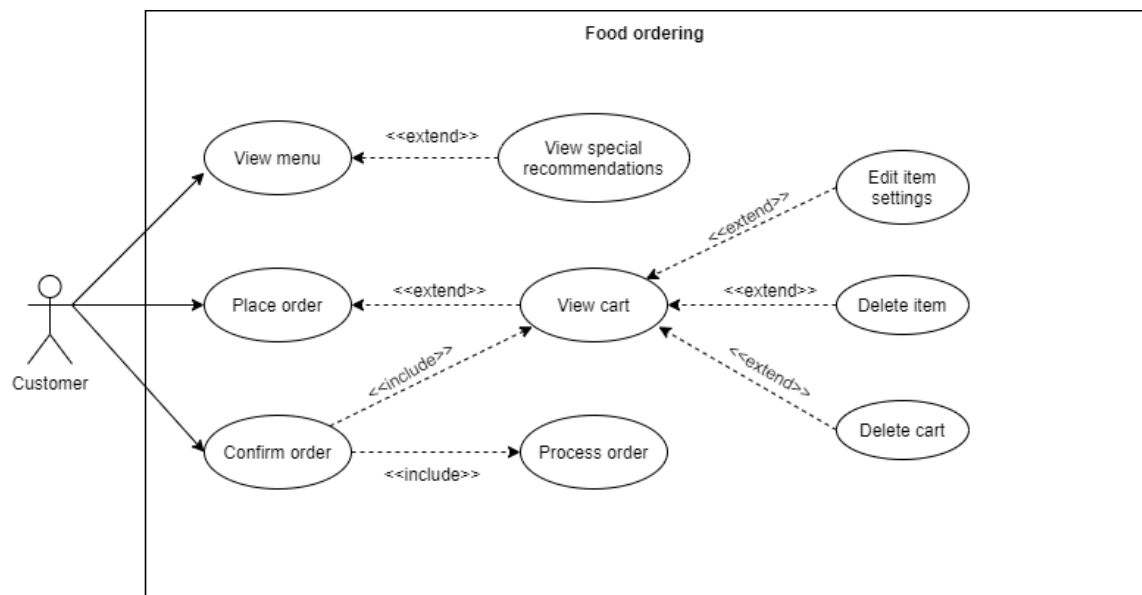 Food ordering
View menu
<<extend>>
View special
recommendations
Edit item
settings
<<extend>>
Place order
<<extend>>
View cart
<<extend>>
Delete item
Customer
<<include>>
<<extend>>
Confirm order
<<include>>
Process order
Delete cart